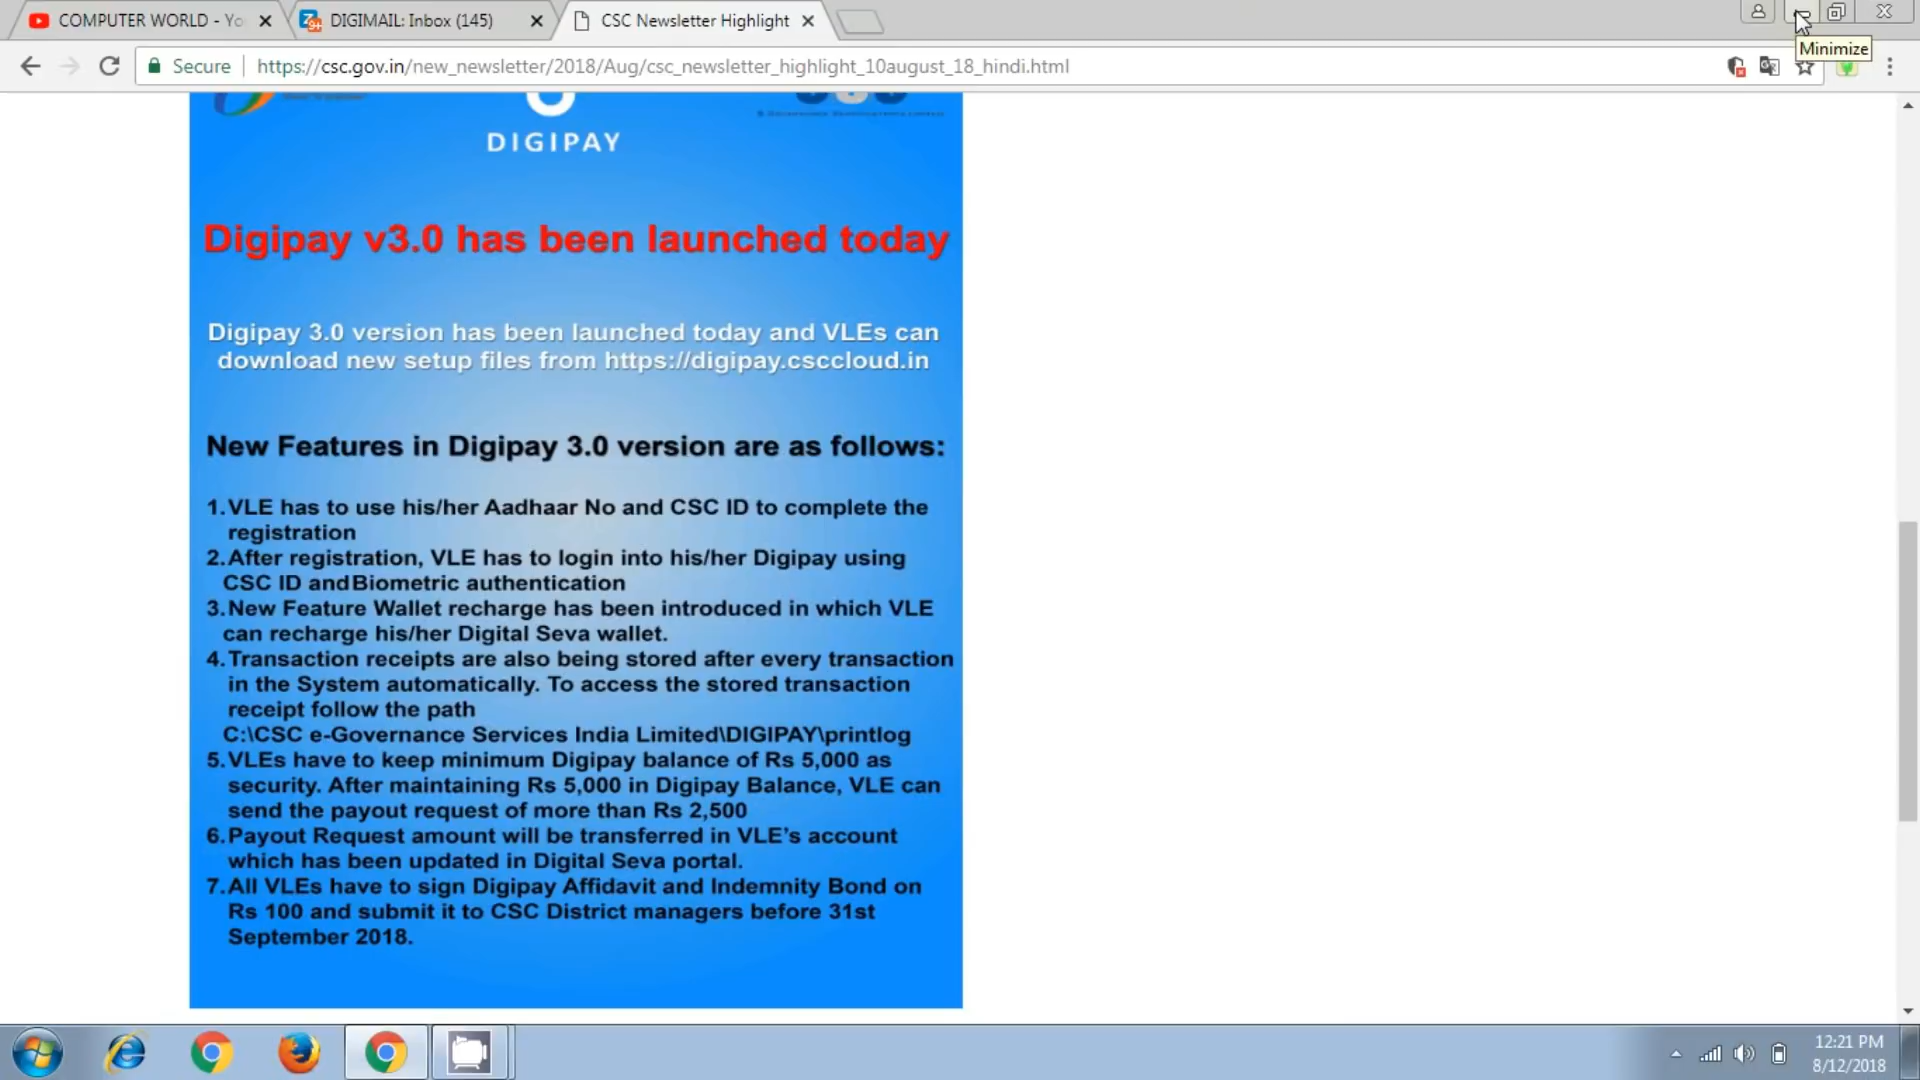 COMPUTER WORLD - Yo
DIGIMAIL: Inbox (145)
CSC Newsletter Highlight
Minimize
Secure
https://csc.gov.in/new_newsletter/2018/Aug/csc_newsletter_highlight_10august_18_hindi.html
DIGIPAY
Digipay v3.0 has been launched today
Digipay 3.0 version has been launched today and VLEs can
download new setup files from https://digipay.csccloud.in
New Features in Digipay 3.0 version are as follows:
1.VLE has to use his/her Aadhaar No and CSC ID to complete the
registration
2.After registration, VLE has to login into his/her Digipay using
CSC ID andBiometric authentication
3.New Feature Wallet recharge has been introduced in which VLE
can recharge his/her Digital Seva wallet.
4.Transaction receipts are also being stored after every transaction
in the System automatically. To access the stored transaction
receipt follow the path
C:\CSC e-Governance Services India Limited\DIGIPAY\printlog
5.VLEs have to keep minimum Digipay balance of Rs 5,000 as
security. After maintaining Rs 5,000 in Digipay Balance, VLE can
send the payout request of more than Rs 2,500
6.Payout Request amount will be transferred in VLE's account
which has been updated in Digital Seva portal.
7.All VLEs have to sign Digipay Affidavit and Indemnity Bond on
Rs 100 and submit it to CSC District managers before 31st
September 2018.
12:21 PM
8/12/2018